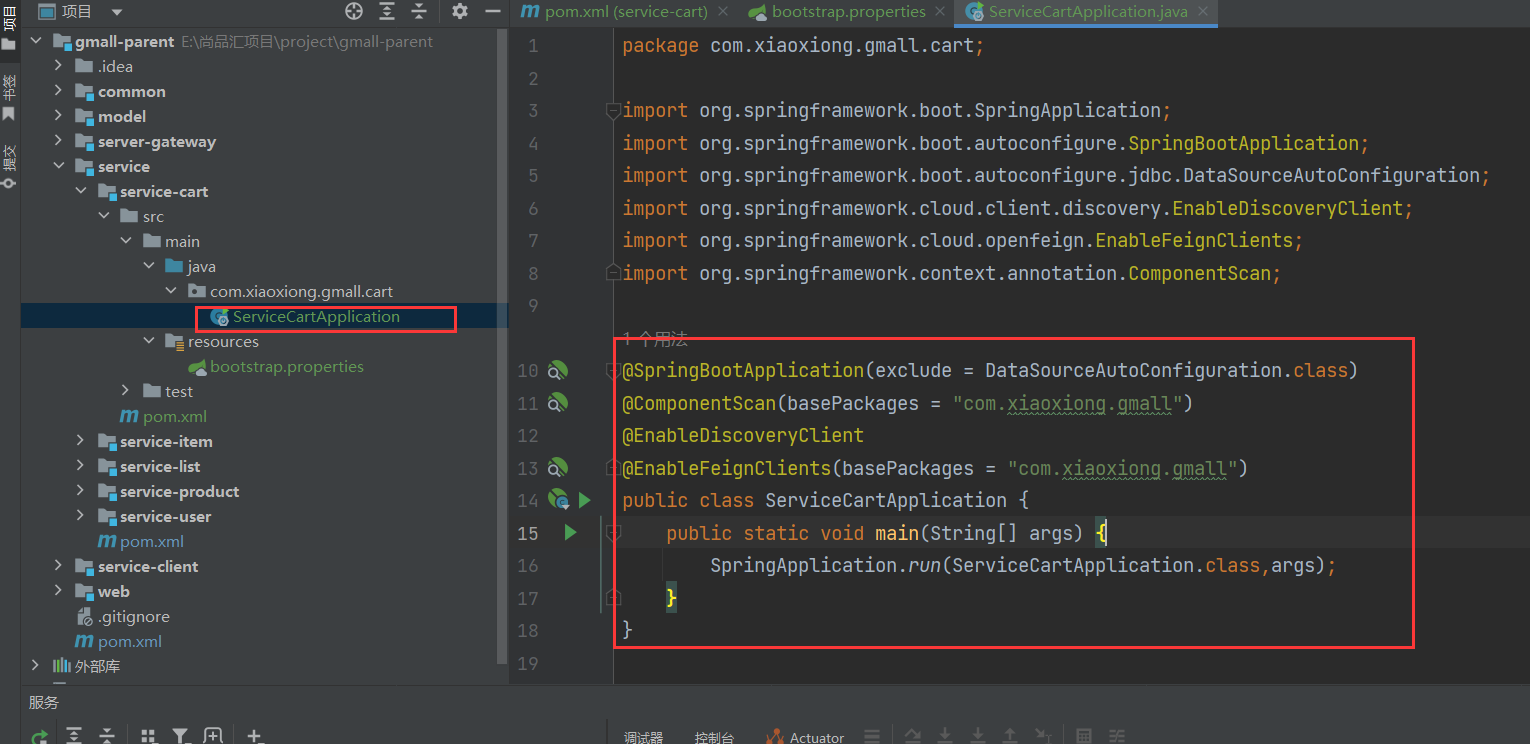 项目
pom.xml (service-cart)
bootstrap.properties
ServiceCartApplication.java
项目
书签
提交
gmall-parent E:\尚品汇项目\project\gmall-parent
.idea
common
model
server-gateway
service
service-cart
src
main
java
com.xiaoxiong.gmall.cart
ServiceCartApplication
resources
bootstrap.properties
test
pom.xml
service-item
service-list
service-product
service-user
pom.xml
service-client
web
.gitignore
pom.xml
外部库
1 package com.xiaoxiong.gmall.cart;
2
3 import org.springframework.boot.SpringApplication;
4 import org.springframework.boot.autoconfigure.SpringBootApplication;
5 import org.springframework.boot.autoconfigure.jdbc.DataSourceAutoConfiguration;
6 import org.springframework.cloud.client.discovery.EnableDiscoveryClient;
7 import org.springframework.cloud.openfeign.EnableFeignClients;
8 import org.springframework.context.annotation.ComponentScan;
9
1 个用法
10 @SpringBootApplication(exclude = DataSourceAutoConfiguration.class)
11 @ComponentScan(basePackages = "com.xiaoxiong.gmall")
12 @EnableDiscoveryClient
13 @EnableFeignClients(basePackages = "com.xiaoxiong.gmall")
14 public class ServiceCartApplication {
15 public static void main(String[] args) {
16 SpringApplication.run(ServiceCartApplication.class,args);
17 }
18 }
19
服务
调试器
控制台
Actuator